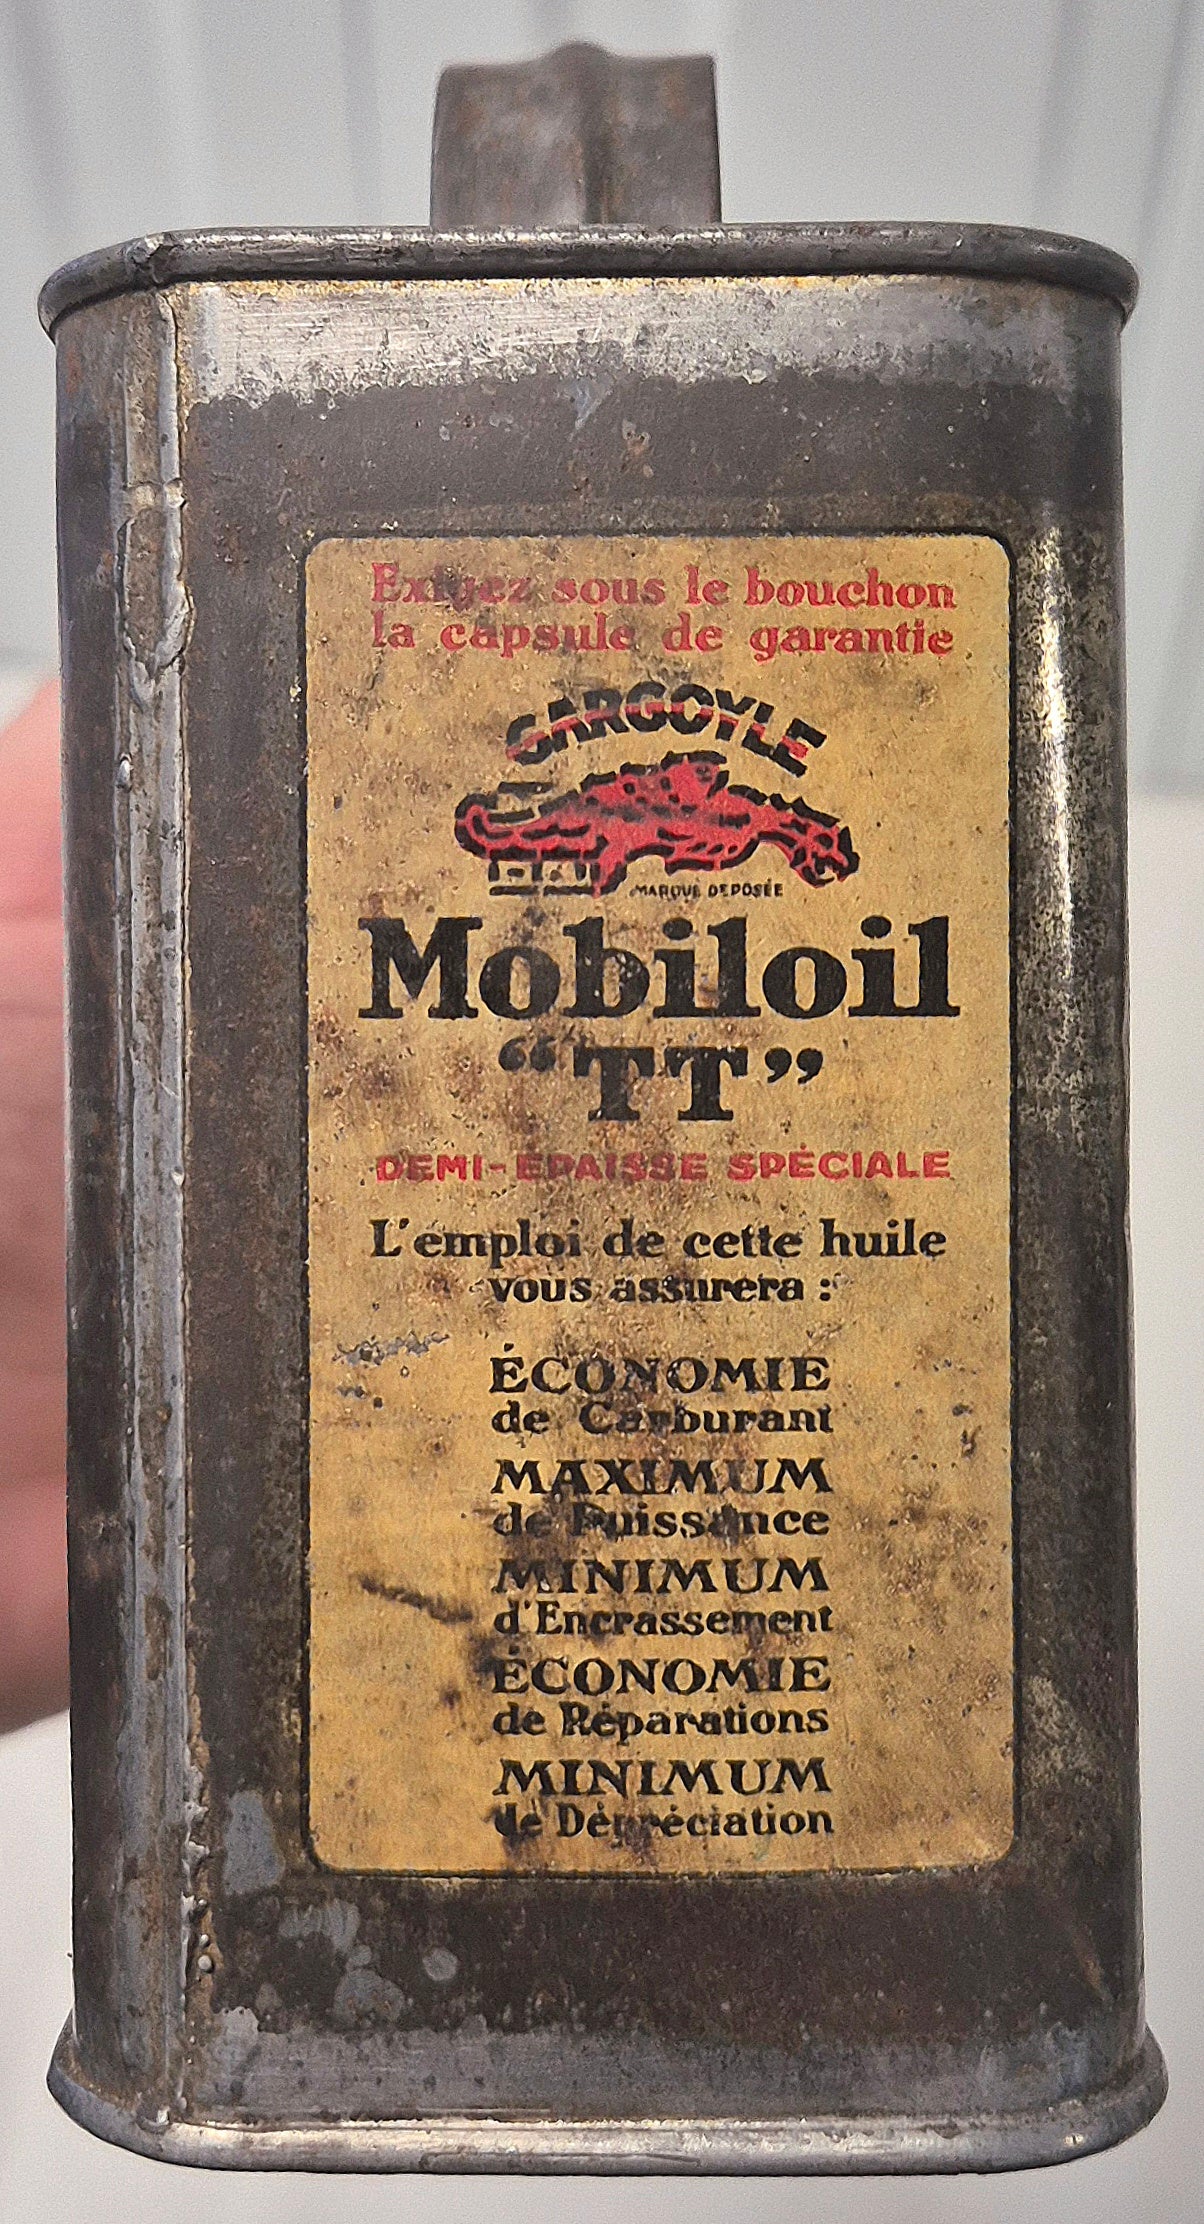 Exigez sous le bouchon
la capsule de garantie
GARGOYLE
MARQUE DÉPOSÉE
Mobiloil
“TT”
DEMI-ÉPAISSE SPÉCIALE
L'emploi de cette huile
vous assurera :
ÉCONOMIE
de Carburant
MAXIMUM
de Puissance
MINIMUM
d'Encrassement
ÉCONOMIE
de Réparations
MINIMUM
de Dépréciation